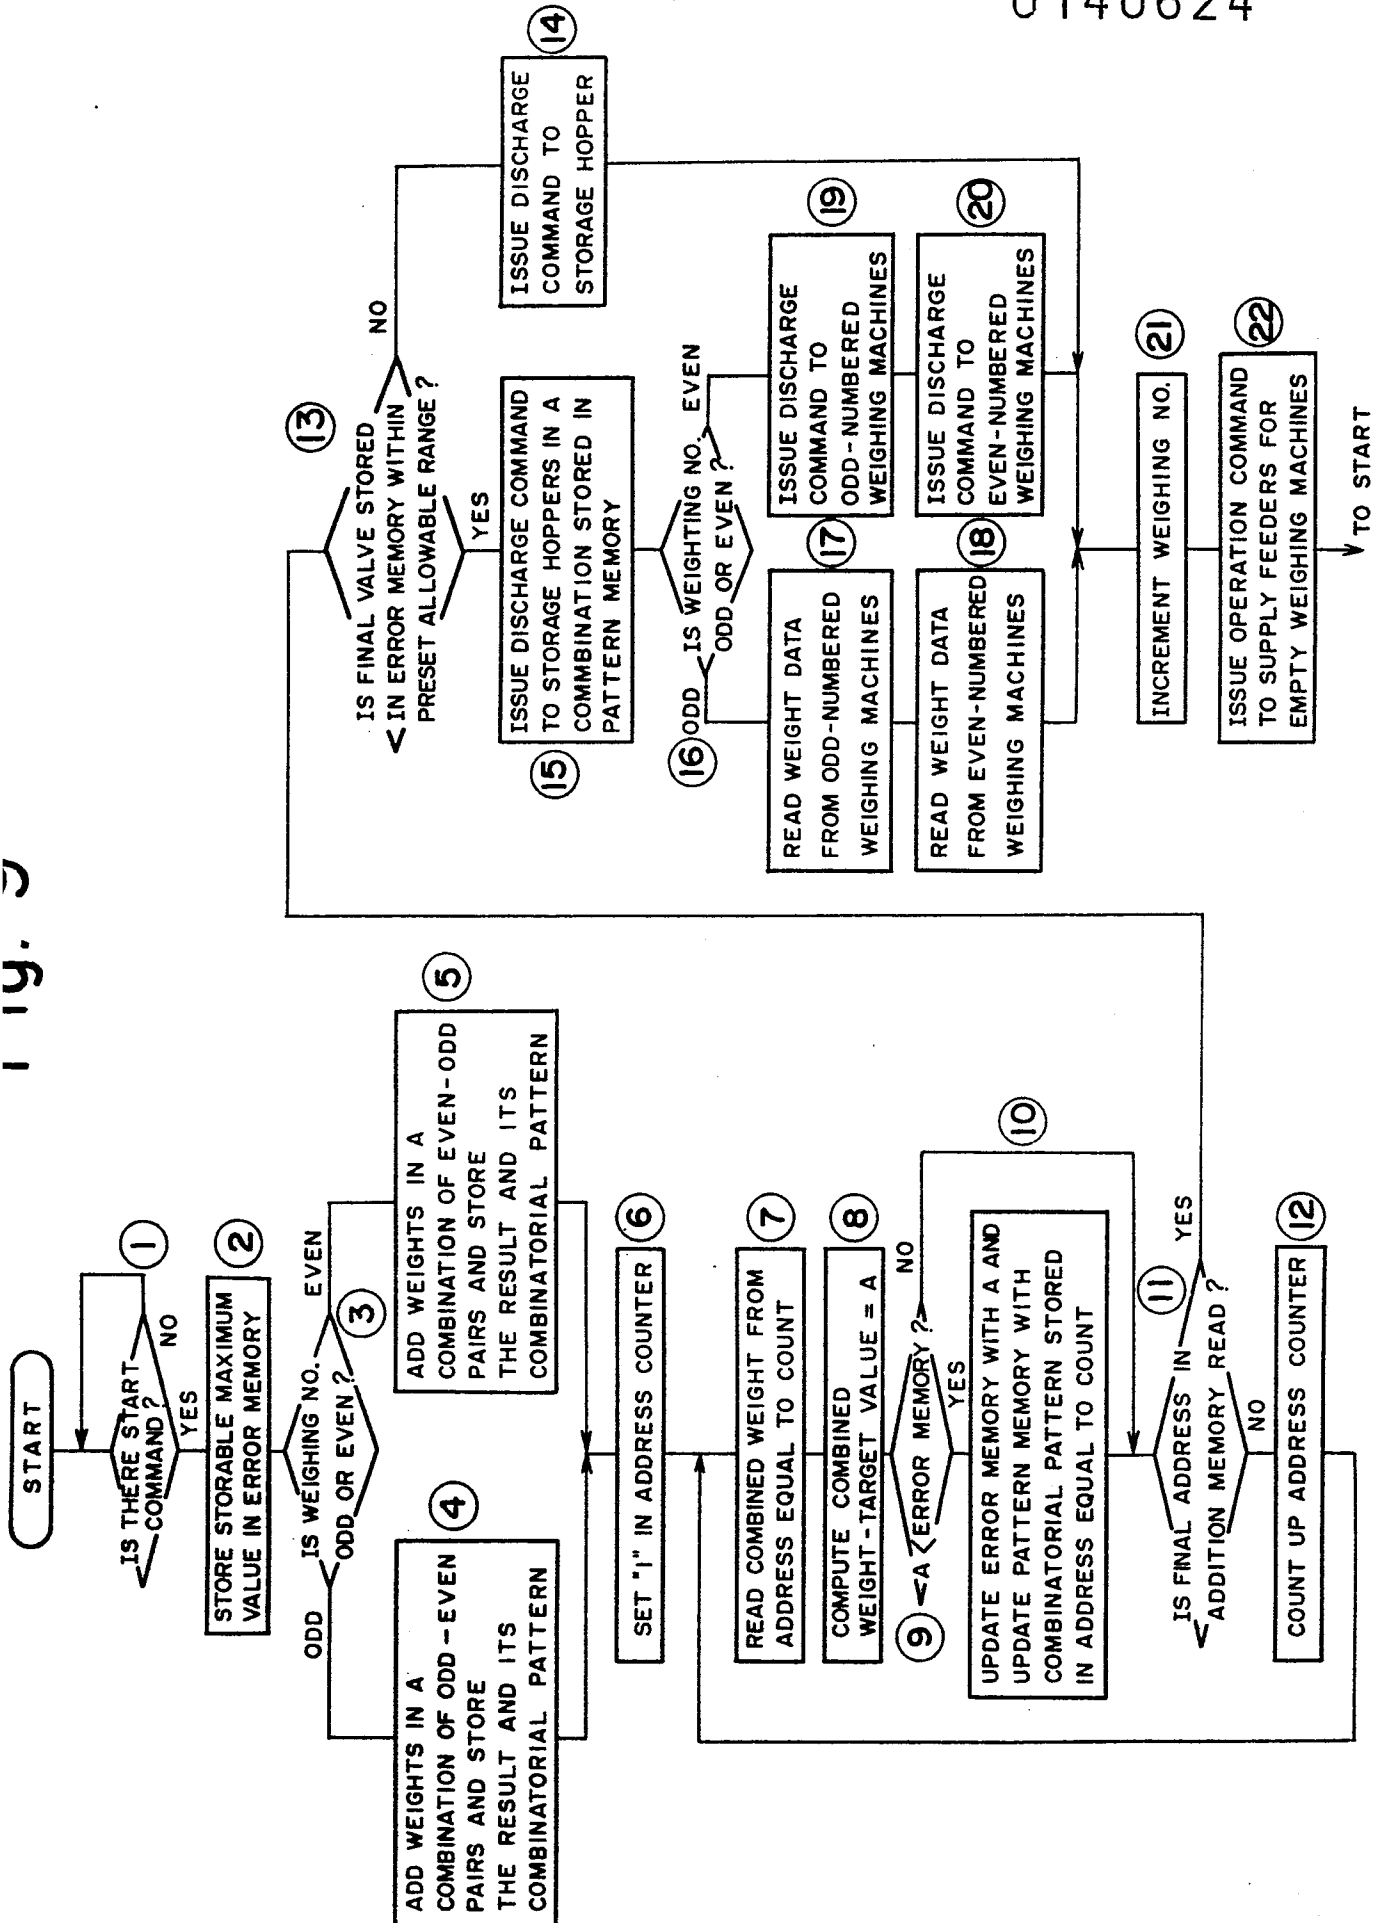 0140624
Fig. 9
START
IS THERE START
COMMAND?
NO
YES
1
STORE STORABLE MAXIMUM
VALUE IN ERROR MEMORY
2
IS WEIGHING NO.
ODD OR EVEN?
ODD
EVEN
3
ADD WEIGHTS IN A
COMBINATION OF ODD-EVEN
PAIRS AND STORE
THE RESULT AND ITS
COMBINATORIAL PATTERN
4
ADD WEIGHTS IN A
COMBINATION OF EVEN-ODD
PAIRS AND STORE
THE RESULT AND ITS
COMBINATORIAL PATTERN
5
SET "1" IN ADDRESS COUNTER
6
READ COMBINED WEIGHT FROM
ADDRESS EQUAL TO COUNT
7
COMPUTE COMBINED
WEIGHT-TARGET VALUE = A
8
9
A < ERROR MEMORY?
NO
YES
UPDATE ERROR MEMORY WITH A AND
UPDATE PATTERN MEMORY WITH
COMBINATORIAL PATTERN STORED
IN ADDRESS EQUAL TO COUNT
10
IS FINAL ADDRESS IN
ADDITION MEMORY READ?
11
YES
NO
COUNT UP ADDRESS COUNTER
12
13
IS FINAL VALVE STORED
IN ERROR MEMORY WITHIN
PRESET ALLOWABLE RANGE?
NO
YES
ISSUE DISCHARGE
COMMAND TO
STORAGE HOPPER
14
ISSUE DISCHARGE COMMAND
TO STORAGE HOPPERS IN A
COMMBINATION STORED IN
PATTERN MEMORY
15
16
ODD
IS WEIGHTING NO.
ODD OR EVEN?
EVEN
READ WEIGHT DATA
FROM ODD-NUMBERED
WEIGHING MACHINES
17
READ WEIGHT DATA
FROM EVEN-NUMBERED
WEIGHING MACHINES
18
ISSUE DISCHARGE
COMMAND TO
ODD-NUMBERED
WEIGHING MACHINES
19
ISSUE DISCHARGE
COMMAND TO
EVEN-NUMBERED
WEIGHING MACHINES
20
INCREMENT WEIGHING NO.
21
ISSUE OPERATION COMMAND
TO SUPPLY FEEDERS FOR
EMPTY WEIGHING MACHINES
22
TO START